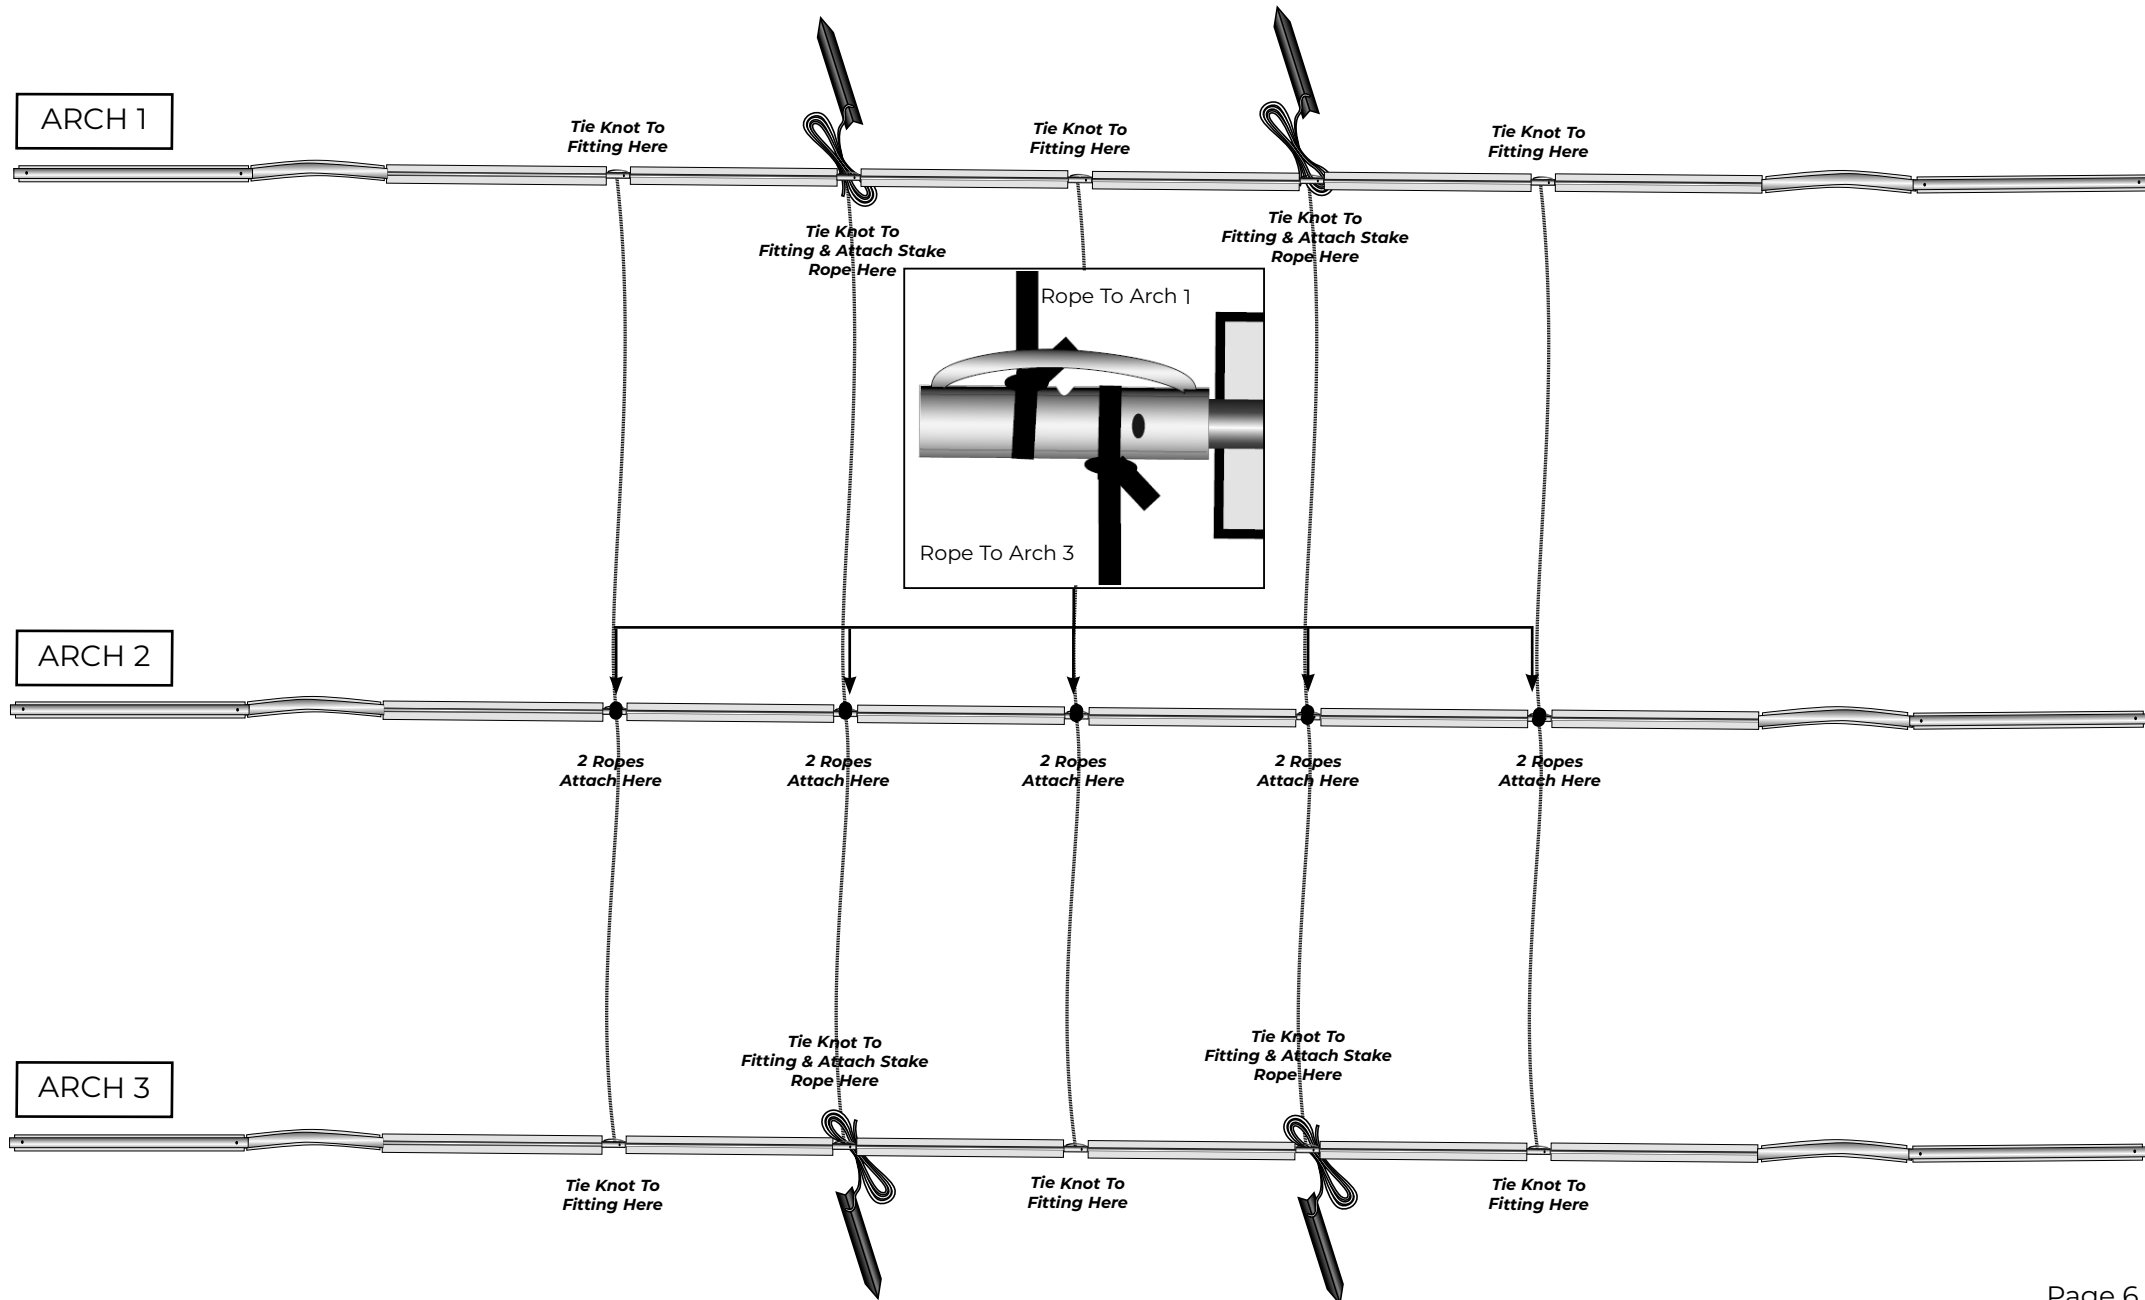 ARCH 1
Tie Knot To
Fitting Here
Tie Knot To
Fitting Here
Tie Knot To
Fitting Here
Tie Knot To
Fitting & Attach Stake
Rope Here
Tie Knot To
Fitting & Attach Stake
Rope Here
Rope To Arch 1
Rope To Arch 3
ARCH 2
2 Ropes
Attach Here
2 Ropes
Attach Here
2 Ropes
Attach Here
2 Ropes
Attach Here
2 Ropes
Attach Here
Tie Knot To
Fitting & Attach Stake
Rope Here
Tie Knot To
Fitting & Attach Stake
Rope Here
ARCH 3
Tie Knot To
Fitting Here
Tie Knot To
Fitting Here
Tie Knot To
Fitting Here
Page 6